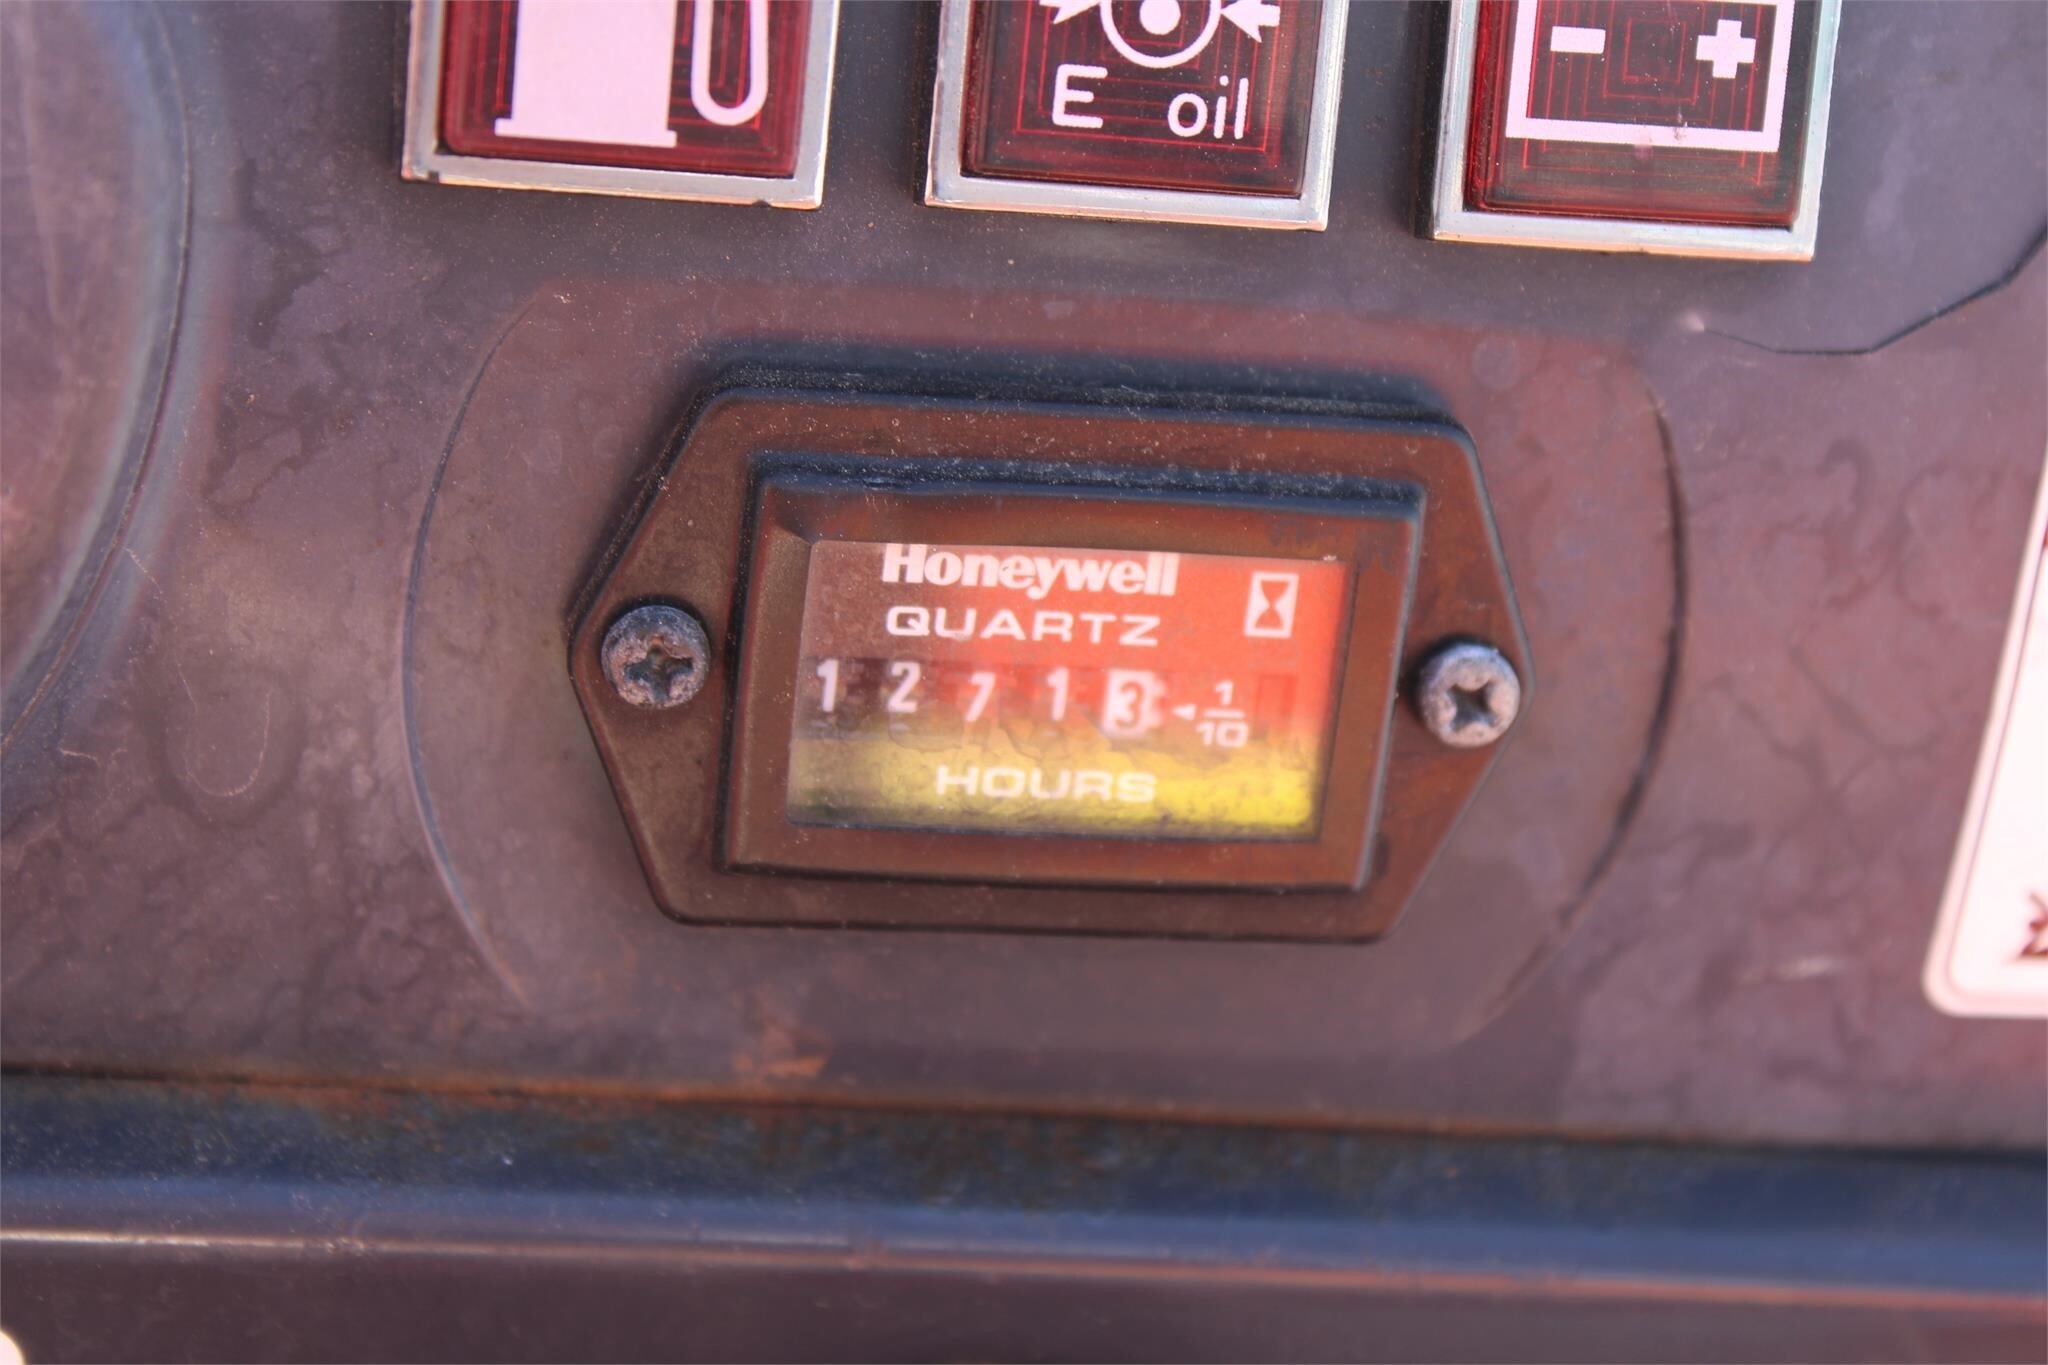 E oil
- +
Honeywell
QUARTZ
1 2 7 1 3 ◄ 1/10
HOURS